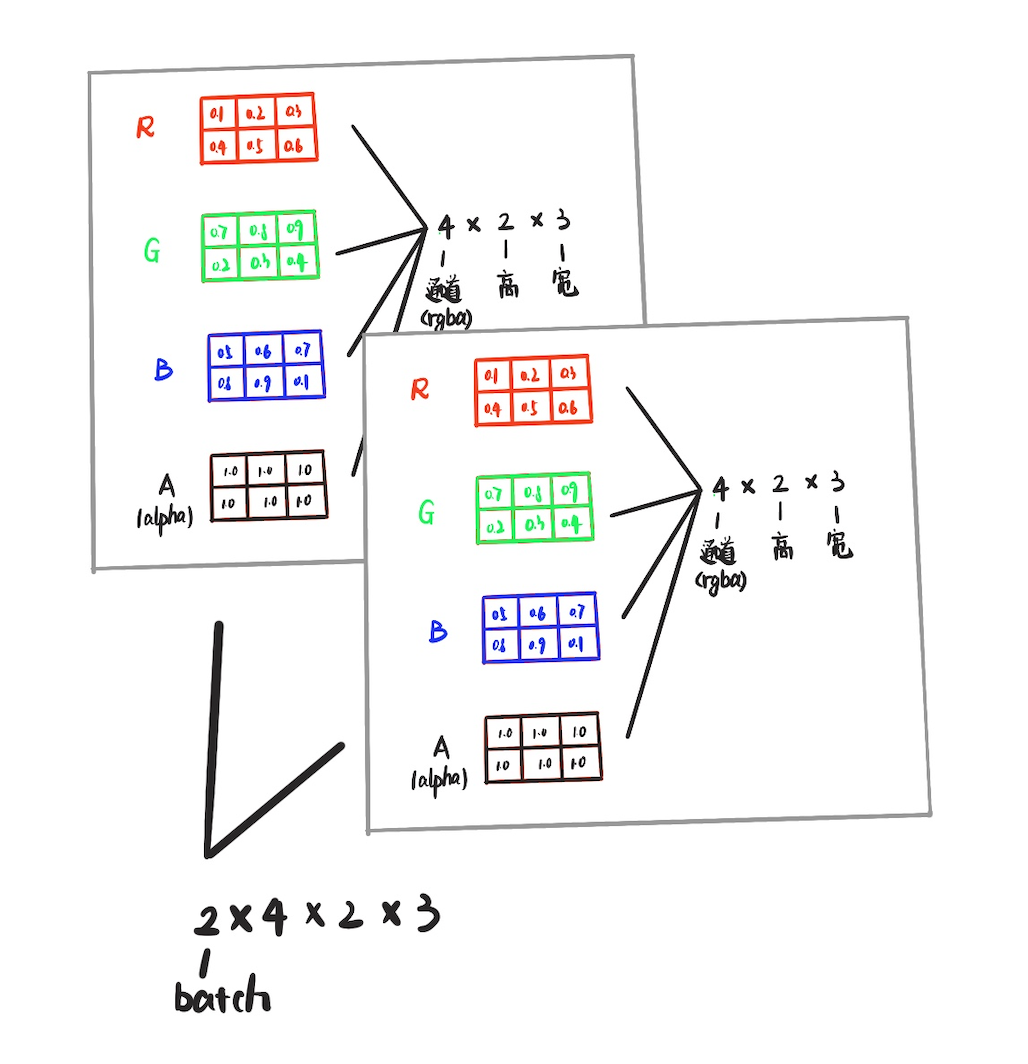 R
0.1 0.2 0.3
0.4 0.5 0.6
G
0.7 0.8 0.9
0.2 0.3 0.4
B
0.5 0.6 0.7
0.8 0.9 0.1
A
(alpha)
1.0 1.0 1.0
1.0 1.0 1.0
4 × 2 × 3
通道 高 宽
(rgba)
R
0.1 0.2 0.3
0.4 0.5 0.6
G
0.7 0.8 0.9
0.2 0.3 0.4
B
0.5 0.6 0.7
0.8 0.9 0.1
A
(alpha)
1.0 1.0 1.0
1.0 1.0 1.0
4 × 2 × 3
通道 高 宽
(rgba)
2 × 4 × 2 × 3
batch